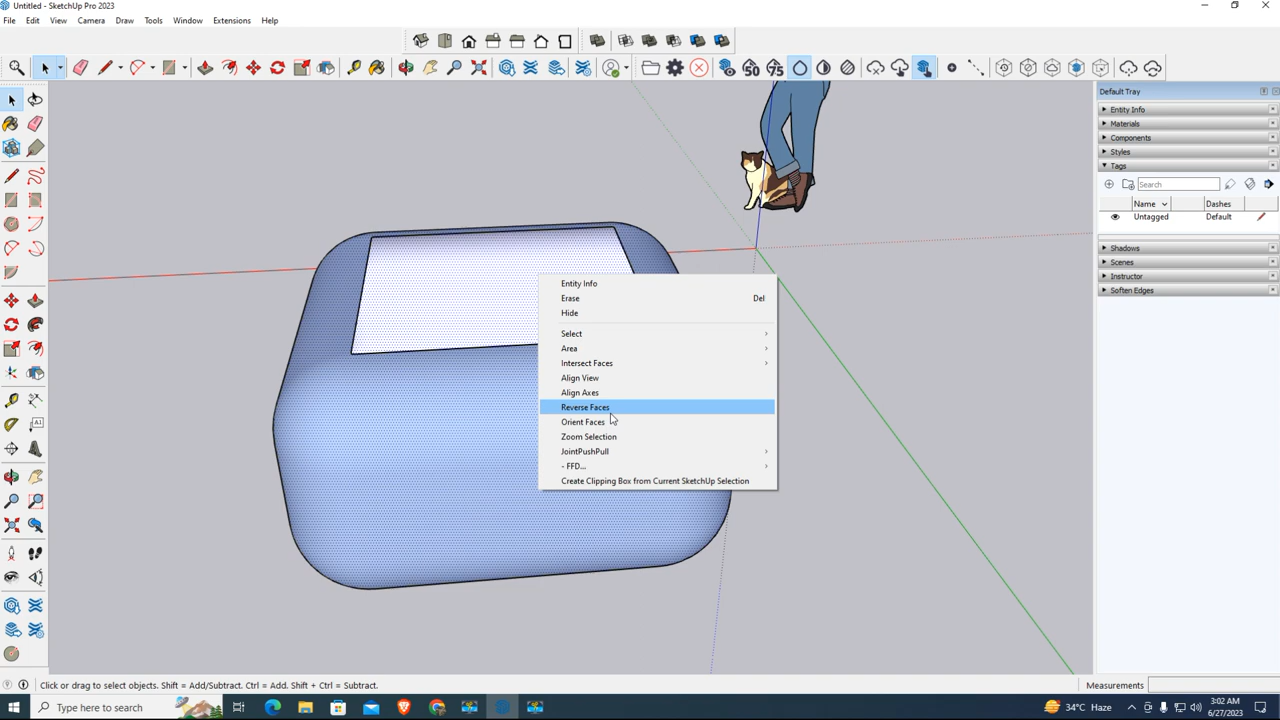 Untitled - SketchUp Pro 2023
File Edit View Camera Draw Tools Window Extensions Help
50 75
Default Tray
Entity Info
Materials
Components
Styles
Tags
Search
Name Dashes
Untagged Default
Shadows
Scenes
Instructor
Soften Edges
Entity Info
Erase Del
Hide
Select
Area
Intersect Faces
Align View
Align Axes
Reverse Faces
Orient Faces
Zoom Selection
JointPushPull
- FFD...
Create Clipping Box from Current SketchUp Selection
Click or drag to select objects. Shift = Add/Subtract. Ctrl = Add. Shift + Ctrl = Subtract.
Measurements
Type here to search
34°C Haze
3:02 AM
6/27/2023